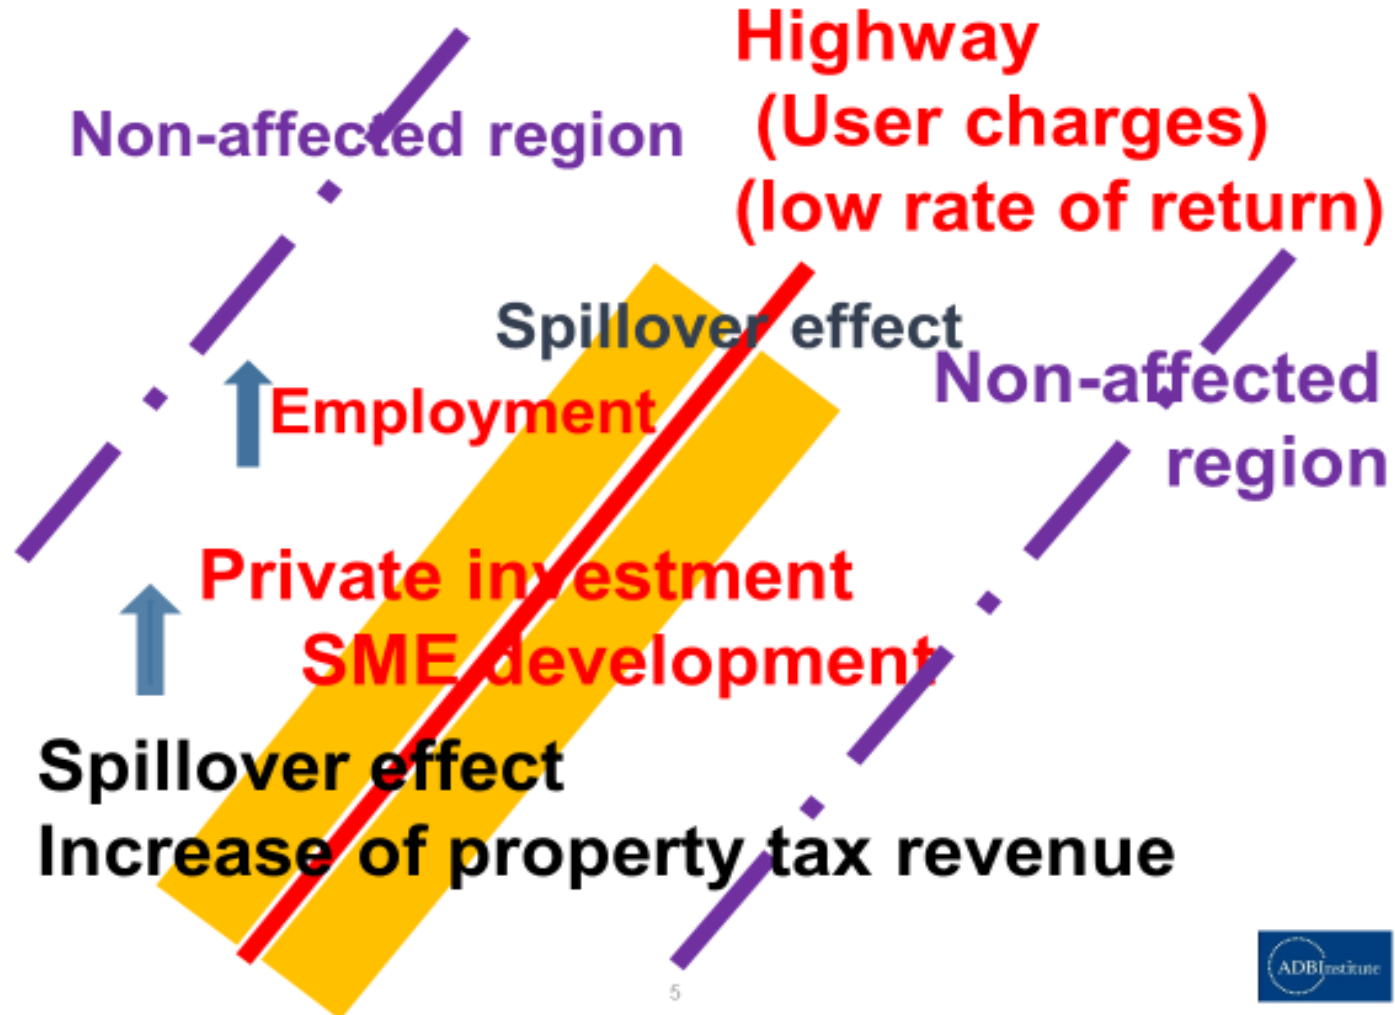 Highway
(User charges)
Non-affected region
(low rate of return)
Spillover effect
Non-affected
region
Employment
Private investment
SME development
Spillover effect
Increase of property tax revenue
5
ADBInstitute